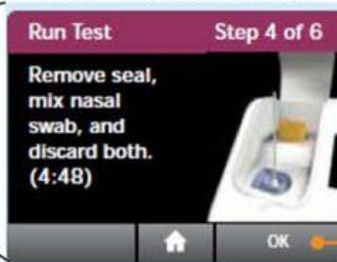 Run Test Step 4 of 6
Remove seal,
mix nasal
swab, and
discard both.
(4:48)
OK